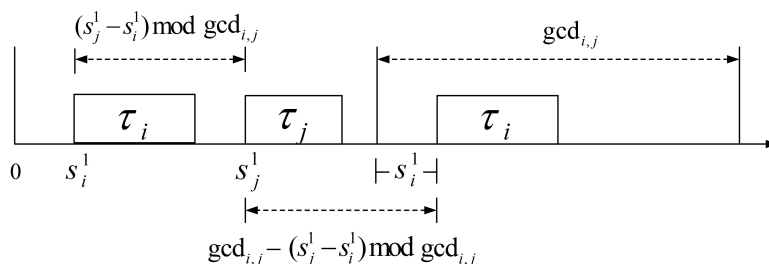 (s_j^1 − s_i^1) mod gcd_{i,j}
gcd_{i,j}
τ_i
τ_j
τ_i
0
s_i^1
s_j^1
s_i^1
gcd_{i,j} − (s_j^1 − s_i^1) mod gcd_{i,j}